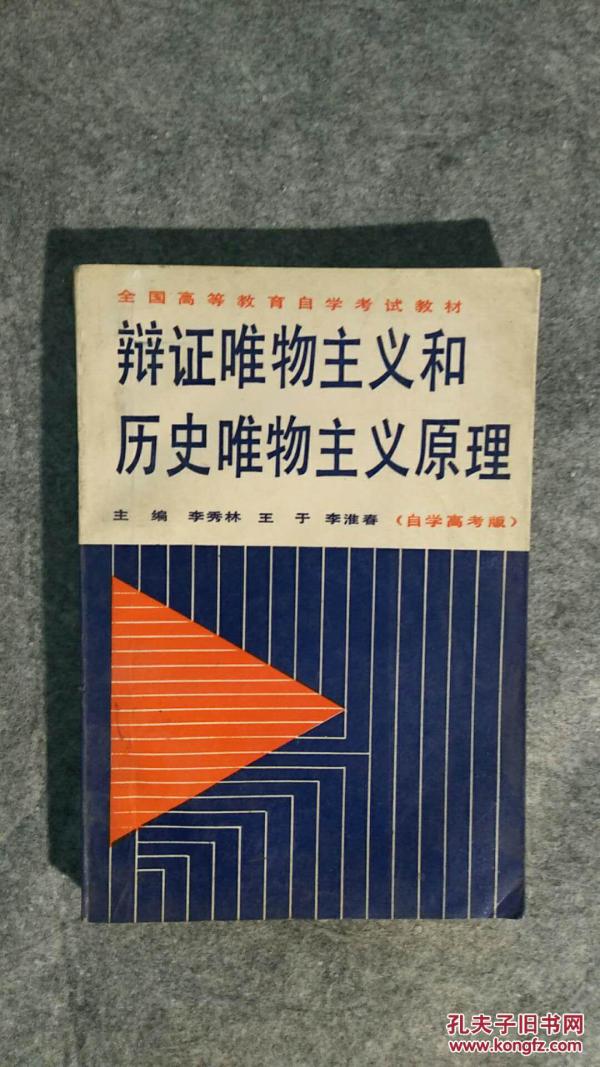 全国高等教育自学考试教材
辩证唯物主义和
历史唯物主义原理
主 编 李秀林 王 于 李淮春 (自学高考版)
孔夫子旧书网
www.kongfz.com